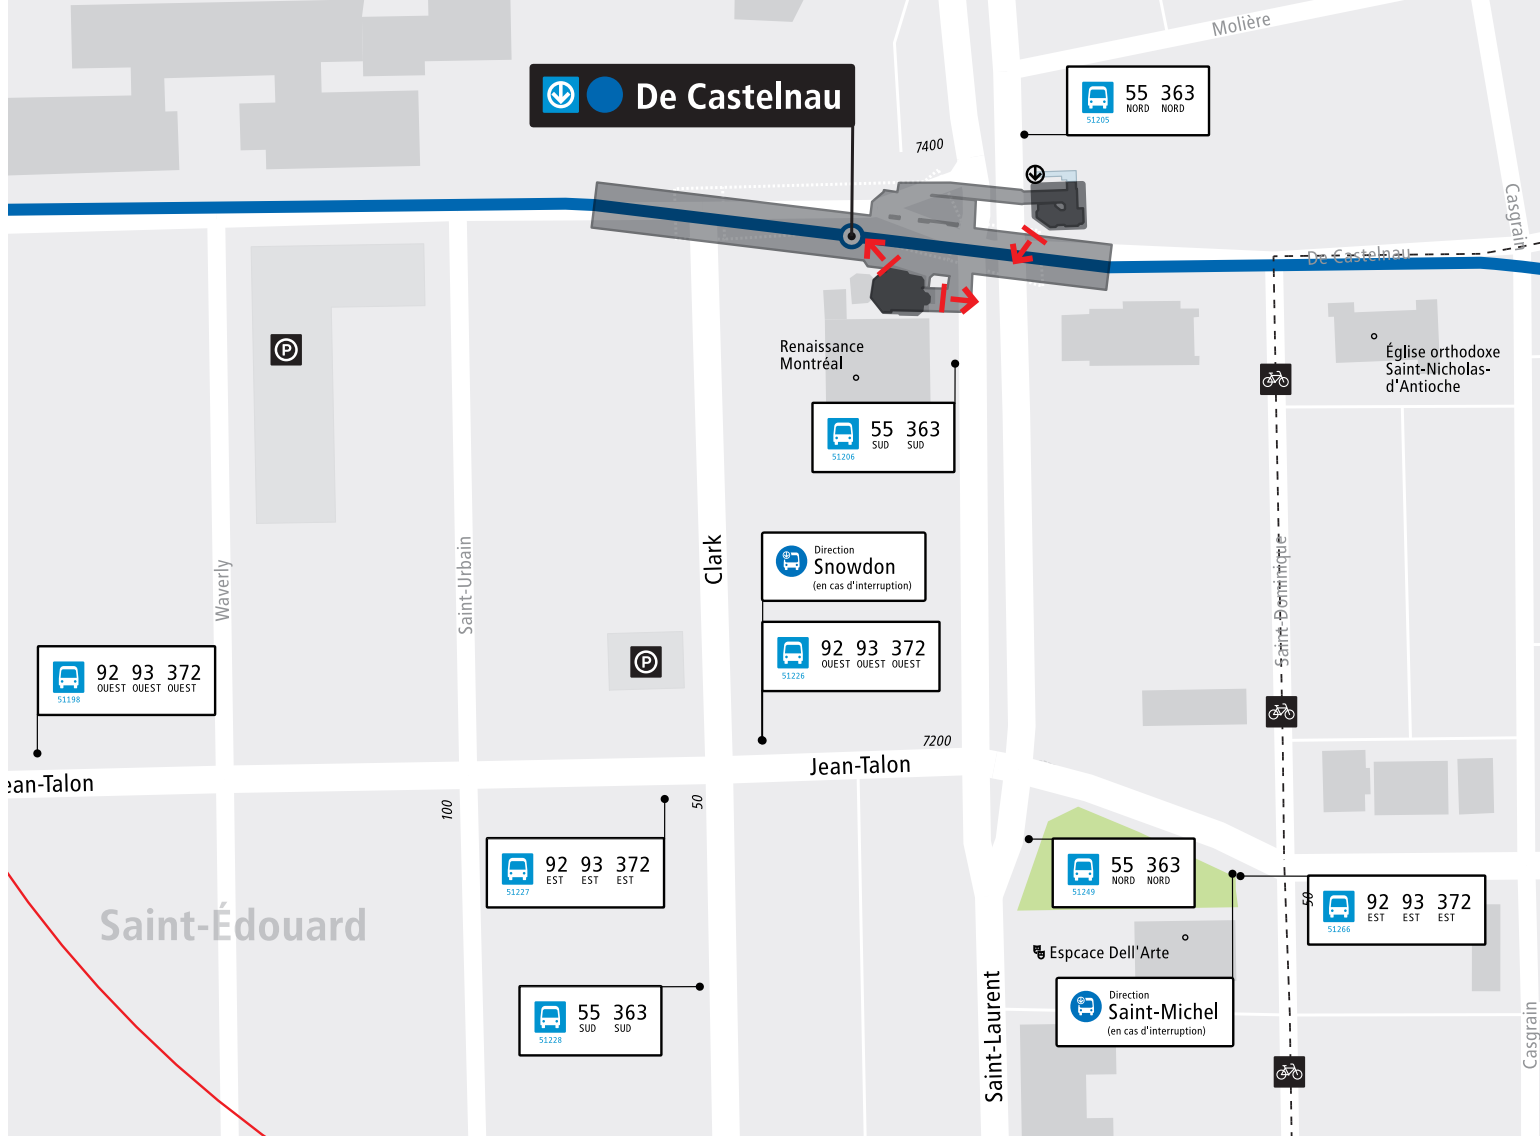 Molière
De Castelnau
55 363
NORD NORD
51205
7400
Casgrain
De Castelnau
P
Renaissance
Montréal
Église orthodoxe
Saint-Nicholas-
d'Antioche
55 363
SUD SUD
51206
Clark
Saint-Urbain
Waverly
Saint-Dominique
Direction
Snowdon
(en cas d'interruption)
92 93 372
OUEST OUEST OUEST
51226
92 93 372
OUEST OUEST OUEST
51198
P
7200
Jean-Talon
ean-Talon
100
50
92 93 372
EST EST EST
51227
55 363
NORD NORD
51249
50
92 93 372
EST EST EST
51266
Saint-Édouard
Espcace Dell'Arte
Direction
Saint-Michel
(en cas d'interruption)
55 363
SUD SUD
51228
Saint-Laurent
Casgrain